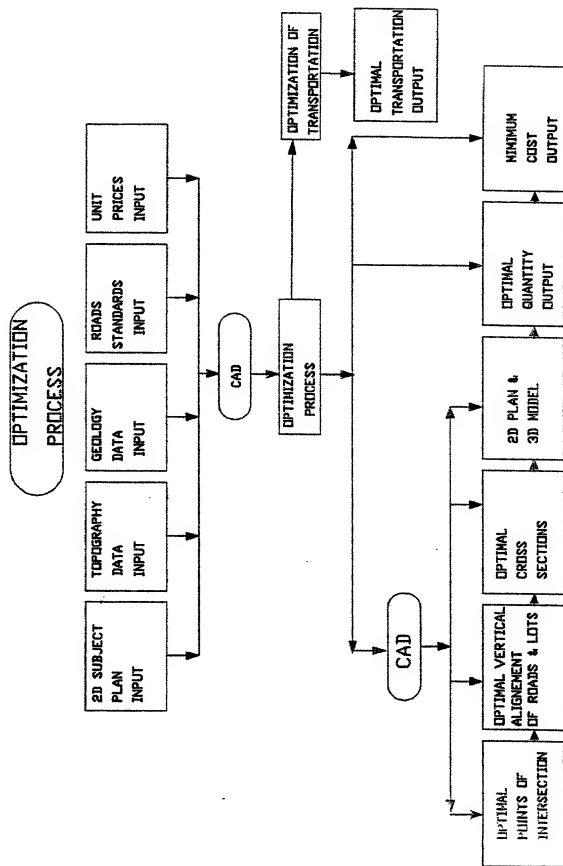 OPTIMIZATION
PROCESS
2D SUBJECT
PLAN
INPUT
TOPOGRAPHY
DATA
INPUT
GEOLOGY
DATA
INPUT
ROADS
STANDARDS
INPUT
UNIT
PRICES
INPUT
CAD
OPTIMIZATION
PROCESS
OPTIMIZATION OF
TRANSPORTATION
OPTIMAL
TRANSPORTATION
OUTPUT
CAD
OPTIMAL
POINTS OF
INTERSECTION
OPTIMAL VERTICAL
ALIGNEMENT
OF ROADS & LOTS
OPTIMAL
CROSS
SECTIONS
2D PLAN &
3D MODEL
OPTIMAL
QUANTITY
OUTPUT
MINIMUM
COST
OUTPUT